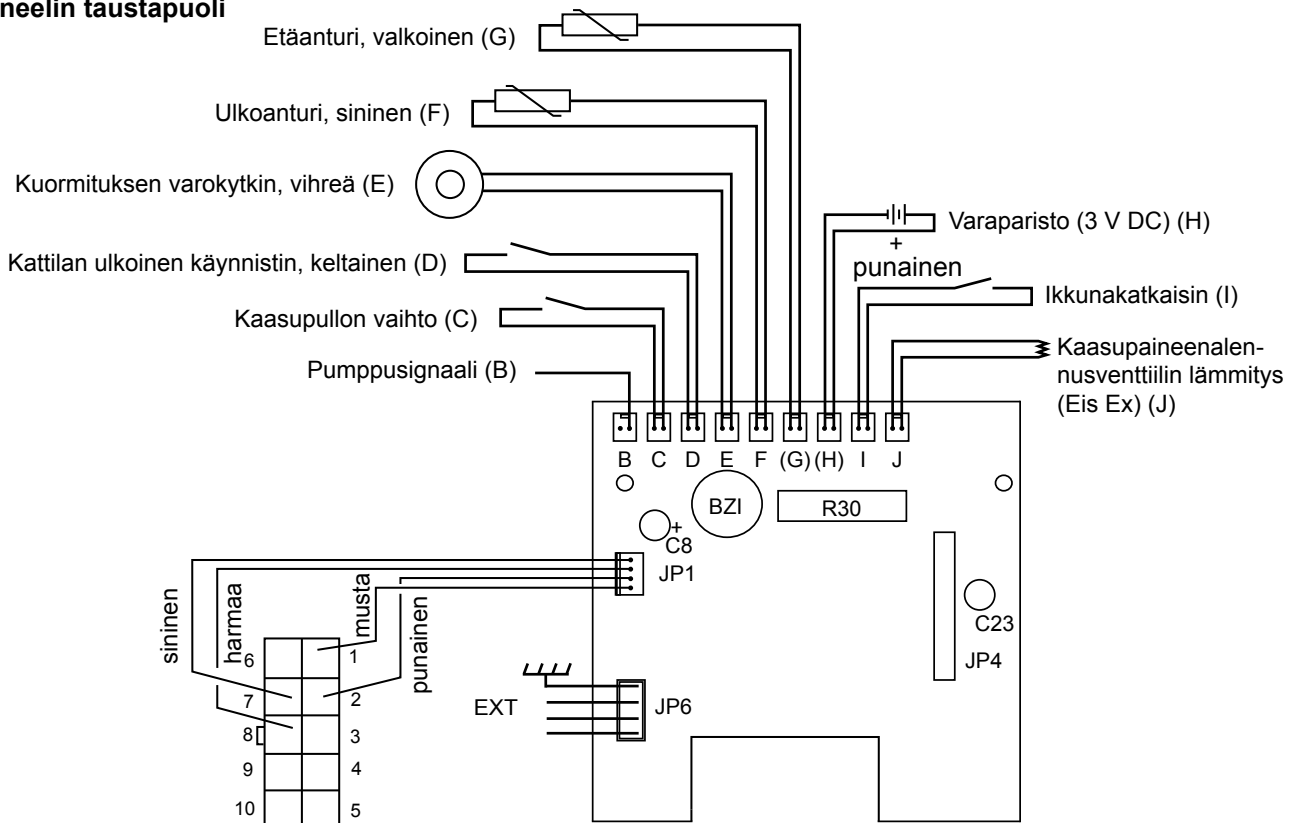 neelin taustapuoli
Etäanturi, valkoinen (G)
Ulkoanturi, sininen (F)
Kuormituksen varokytkin, vihreä (E)
Kattilan ulkoinen käynnistin, keltainen (D)
Kaasupullon vaihto (C)
Pumppusignaali (B)
Varaparisto (3 V DC) (H)
+
punainen
Ikkunakatkaisin (I)
Kaasupaineenalen-
nusventtiilin lämmitys
(Eis Ex) (J)
B C D E F (G) (H) I J
BZI
R30
+
C8
JP1
C23
JP4
sininen
harmaa
musta
punainen
6 1
7 2
8 3
9 4
10 5
EXT
JP6